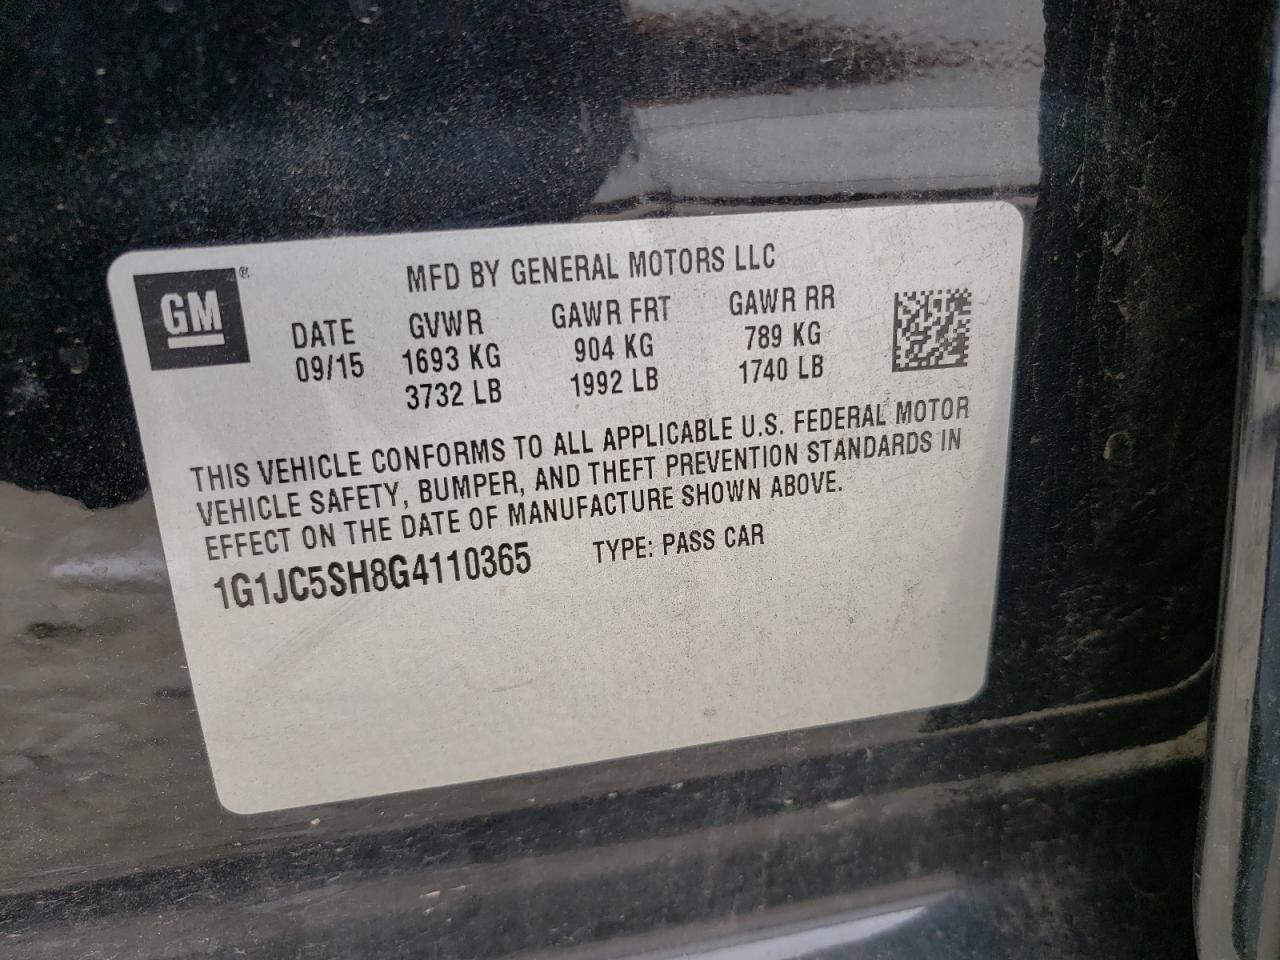 GM®
MFD BY GENERAL MOTORS LLC
DATE GVWR GAWR FRT GAWR RR
09/15 1693 KG 904 KG 789 KG
3732 LB 1992 LB 1740 LB
THIS VEHICLE CONFORMS TO ALL APPLICABLE U.S. FEDERAL MOTOR
VEHICLE SAFETY, BUMPER, AND THEFT PREVENTION STANDARDS IN
EFFECT ON THE DATE OF MANUFACTURE SHOWN ABOVE.
1G1JC5SH8G4110365 TYPE: PASS CAR